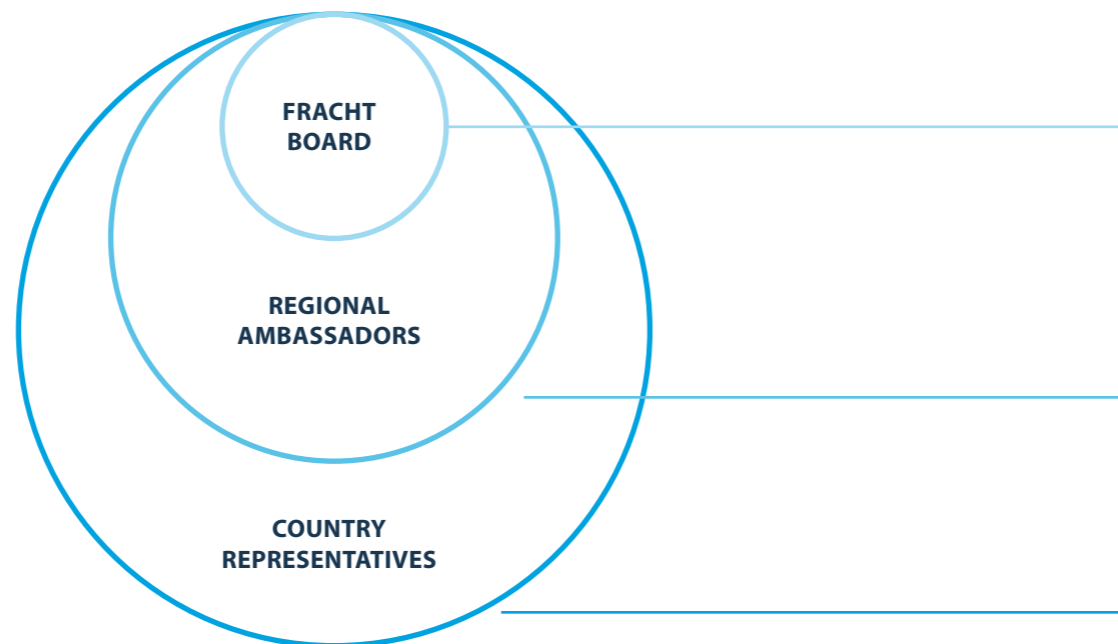 FRACHT
BOARD
REGIONAL
AMBASSADORS
COUNTRY
REPRESENTATIVES